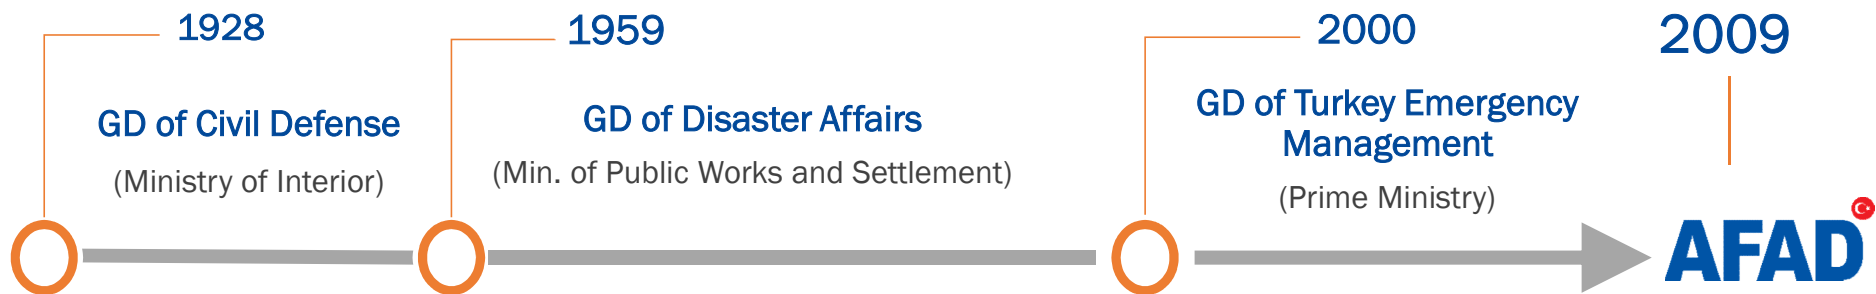 1928
GD of Civil Defense
(Ministry of Interior)
1959
GD of Disaster Affairs
(Min. of Public Works and Settlement)
2000
GD of Turkey Emergency
Management
(Prime Ministry)
2009
AFAD